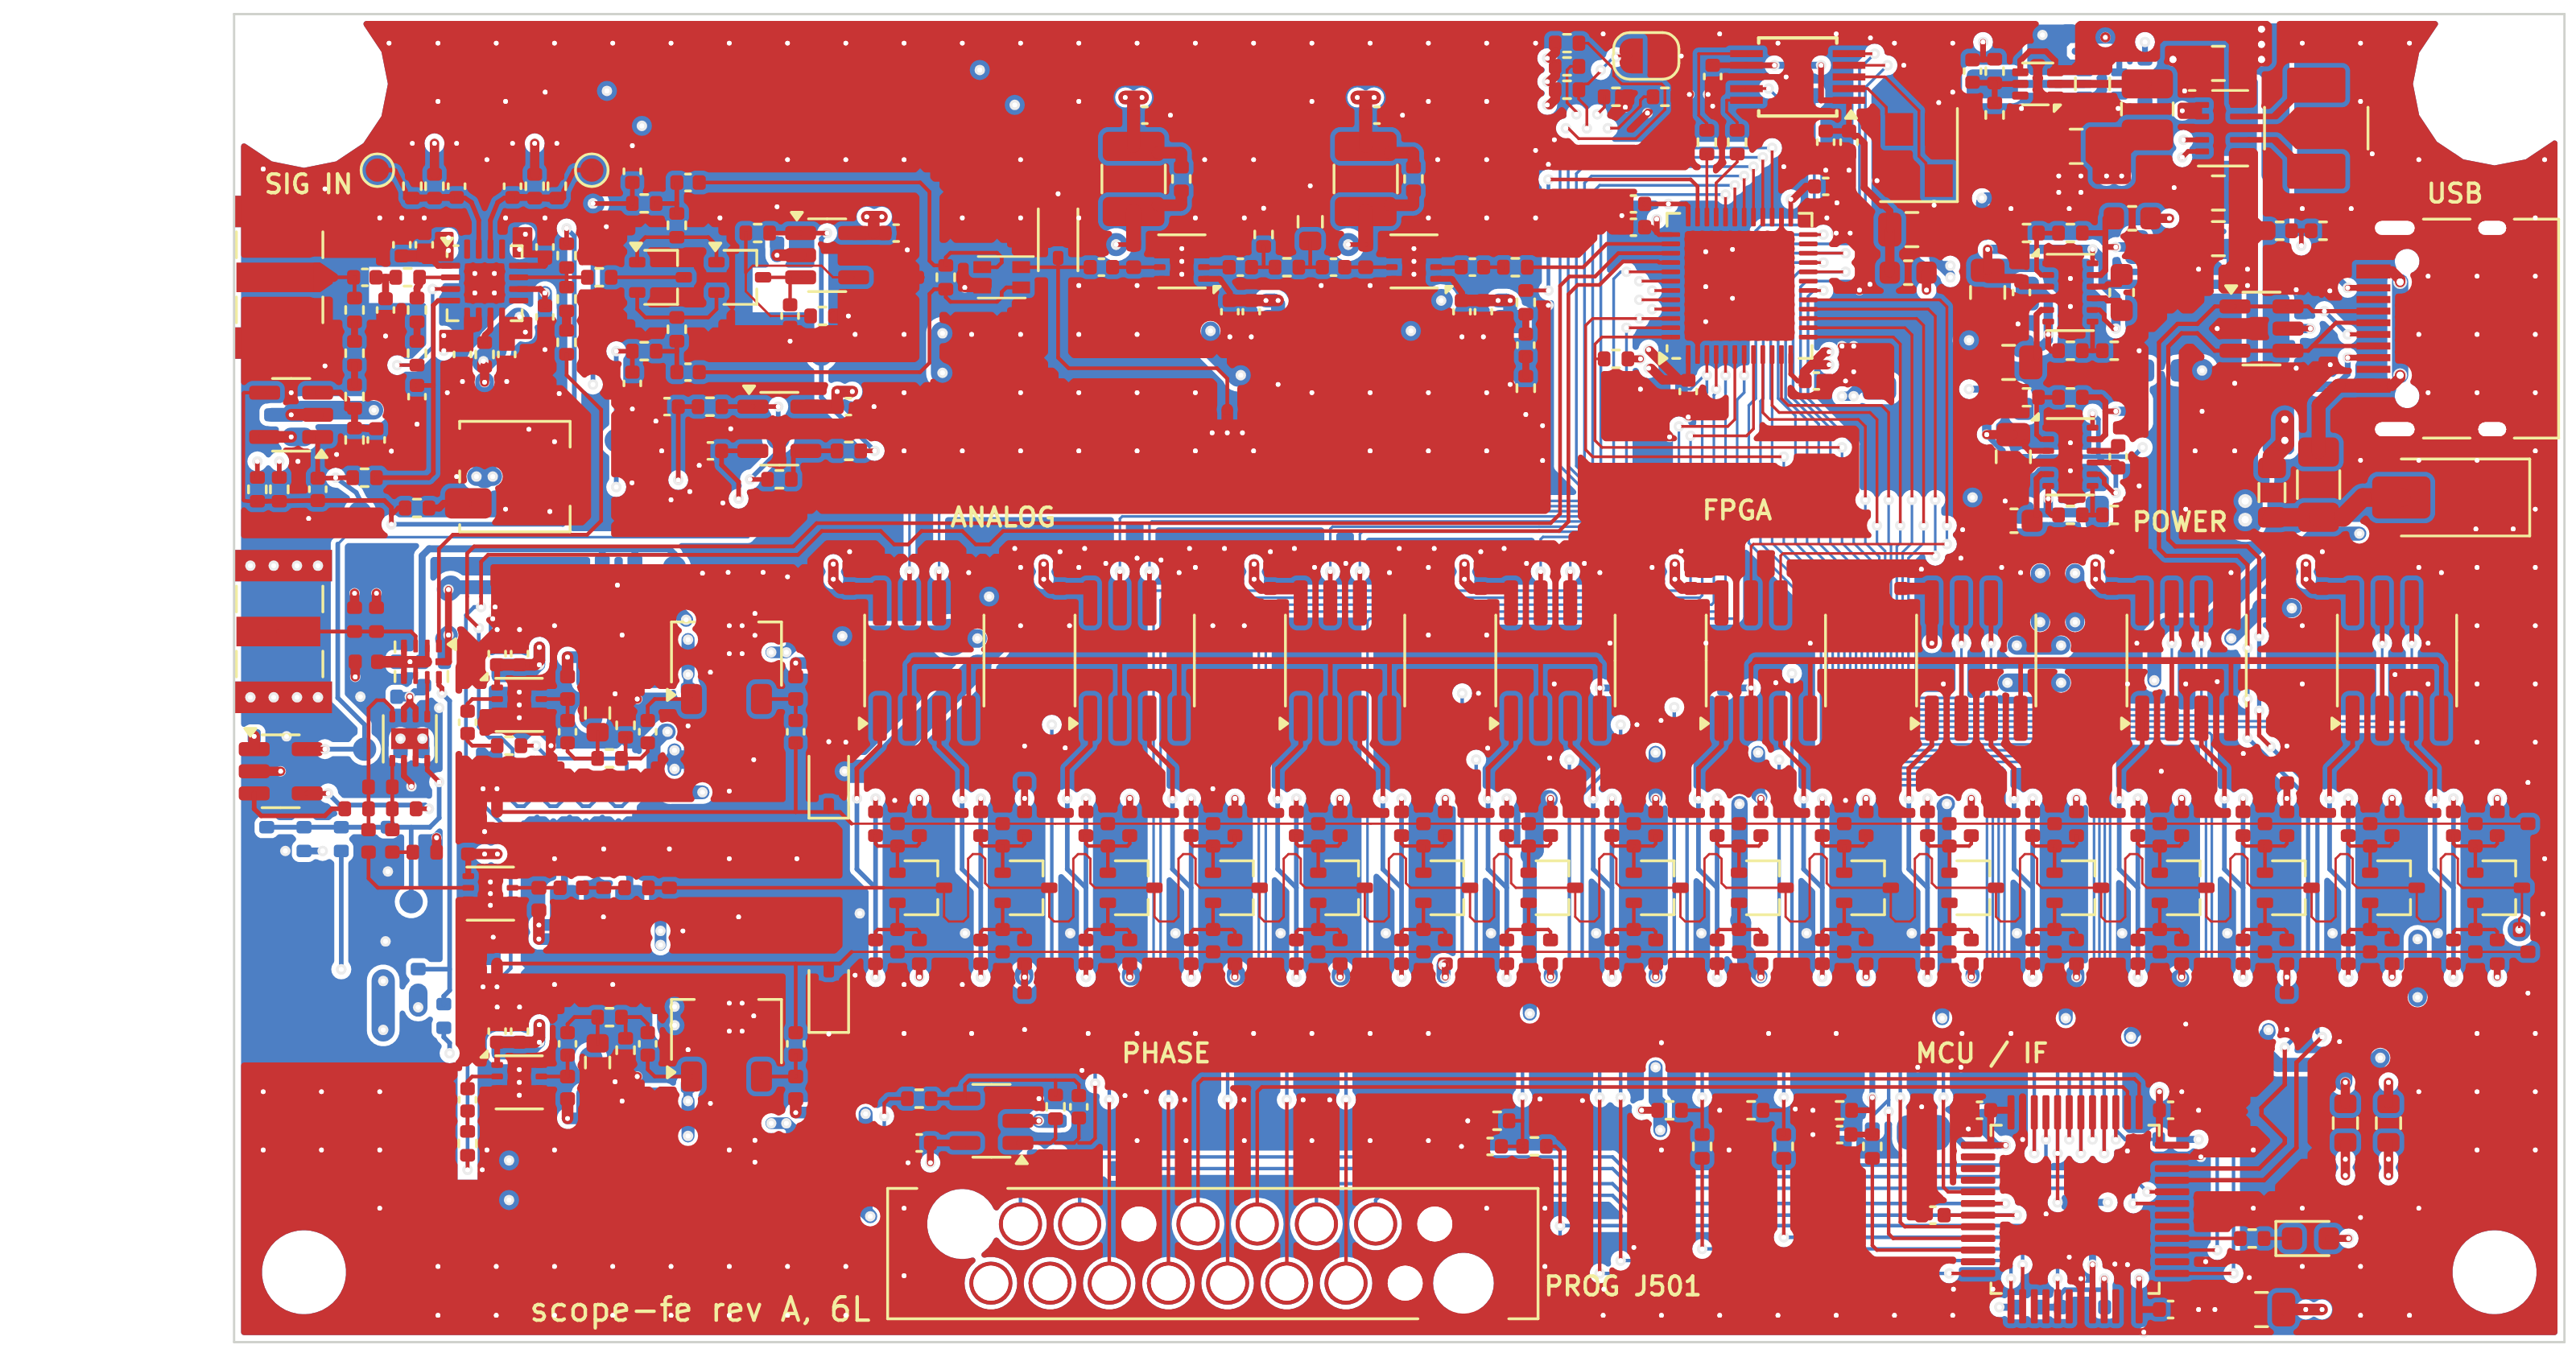 SIG IN
USB
ANALOG
FPGA
POWER
PHASE
MCU / IF
PROG J501
scope-fe rev A, 6L